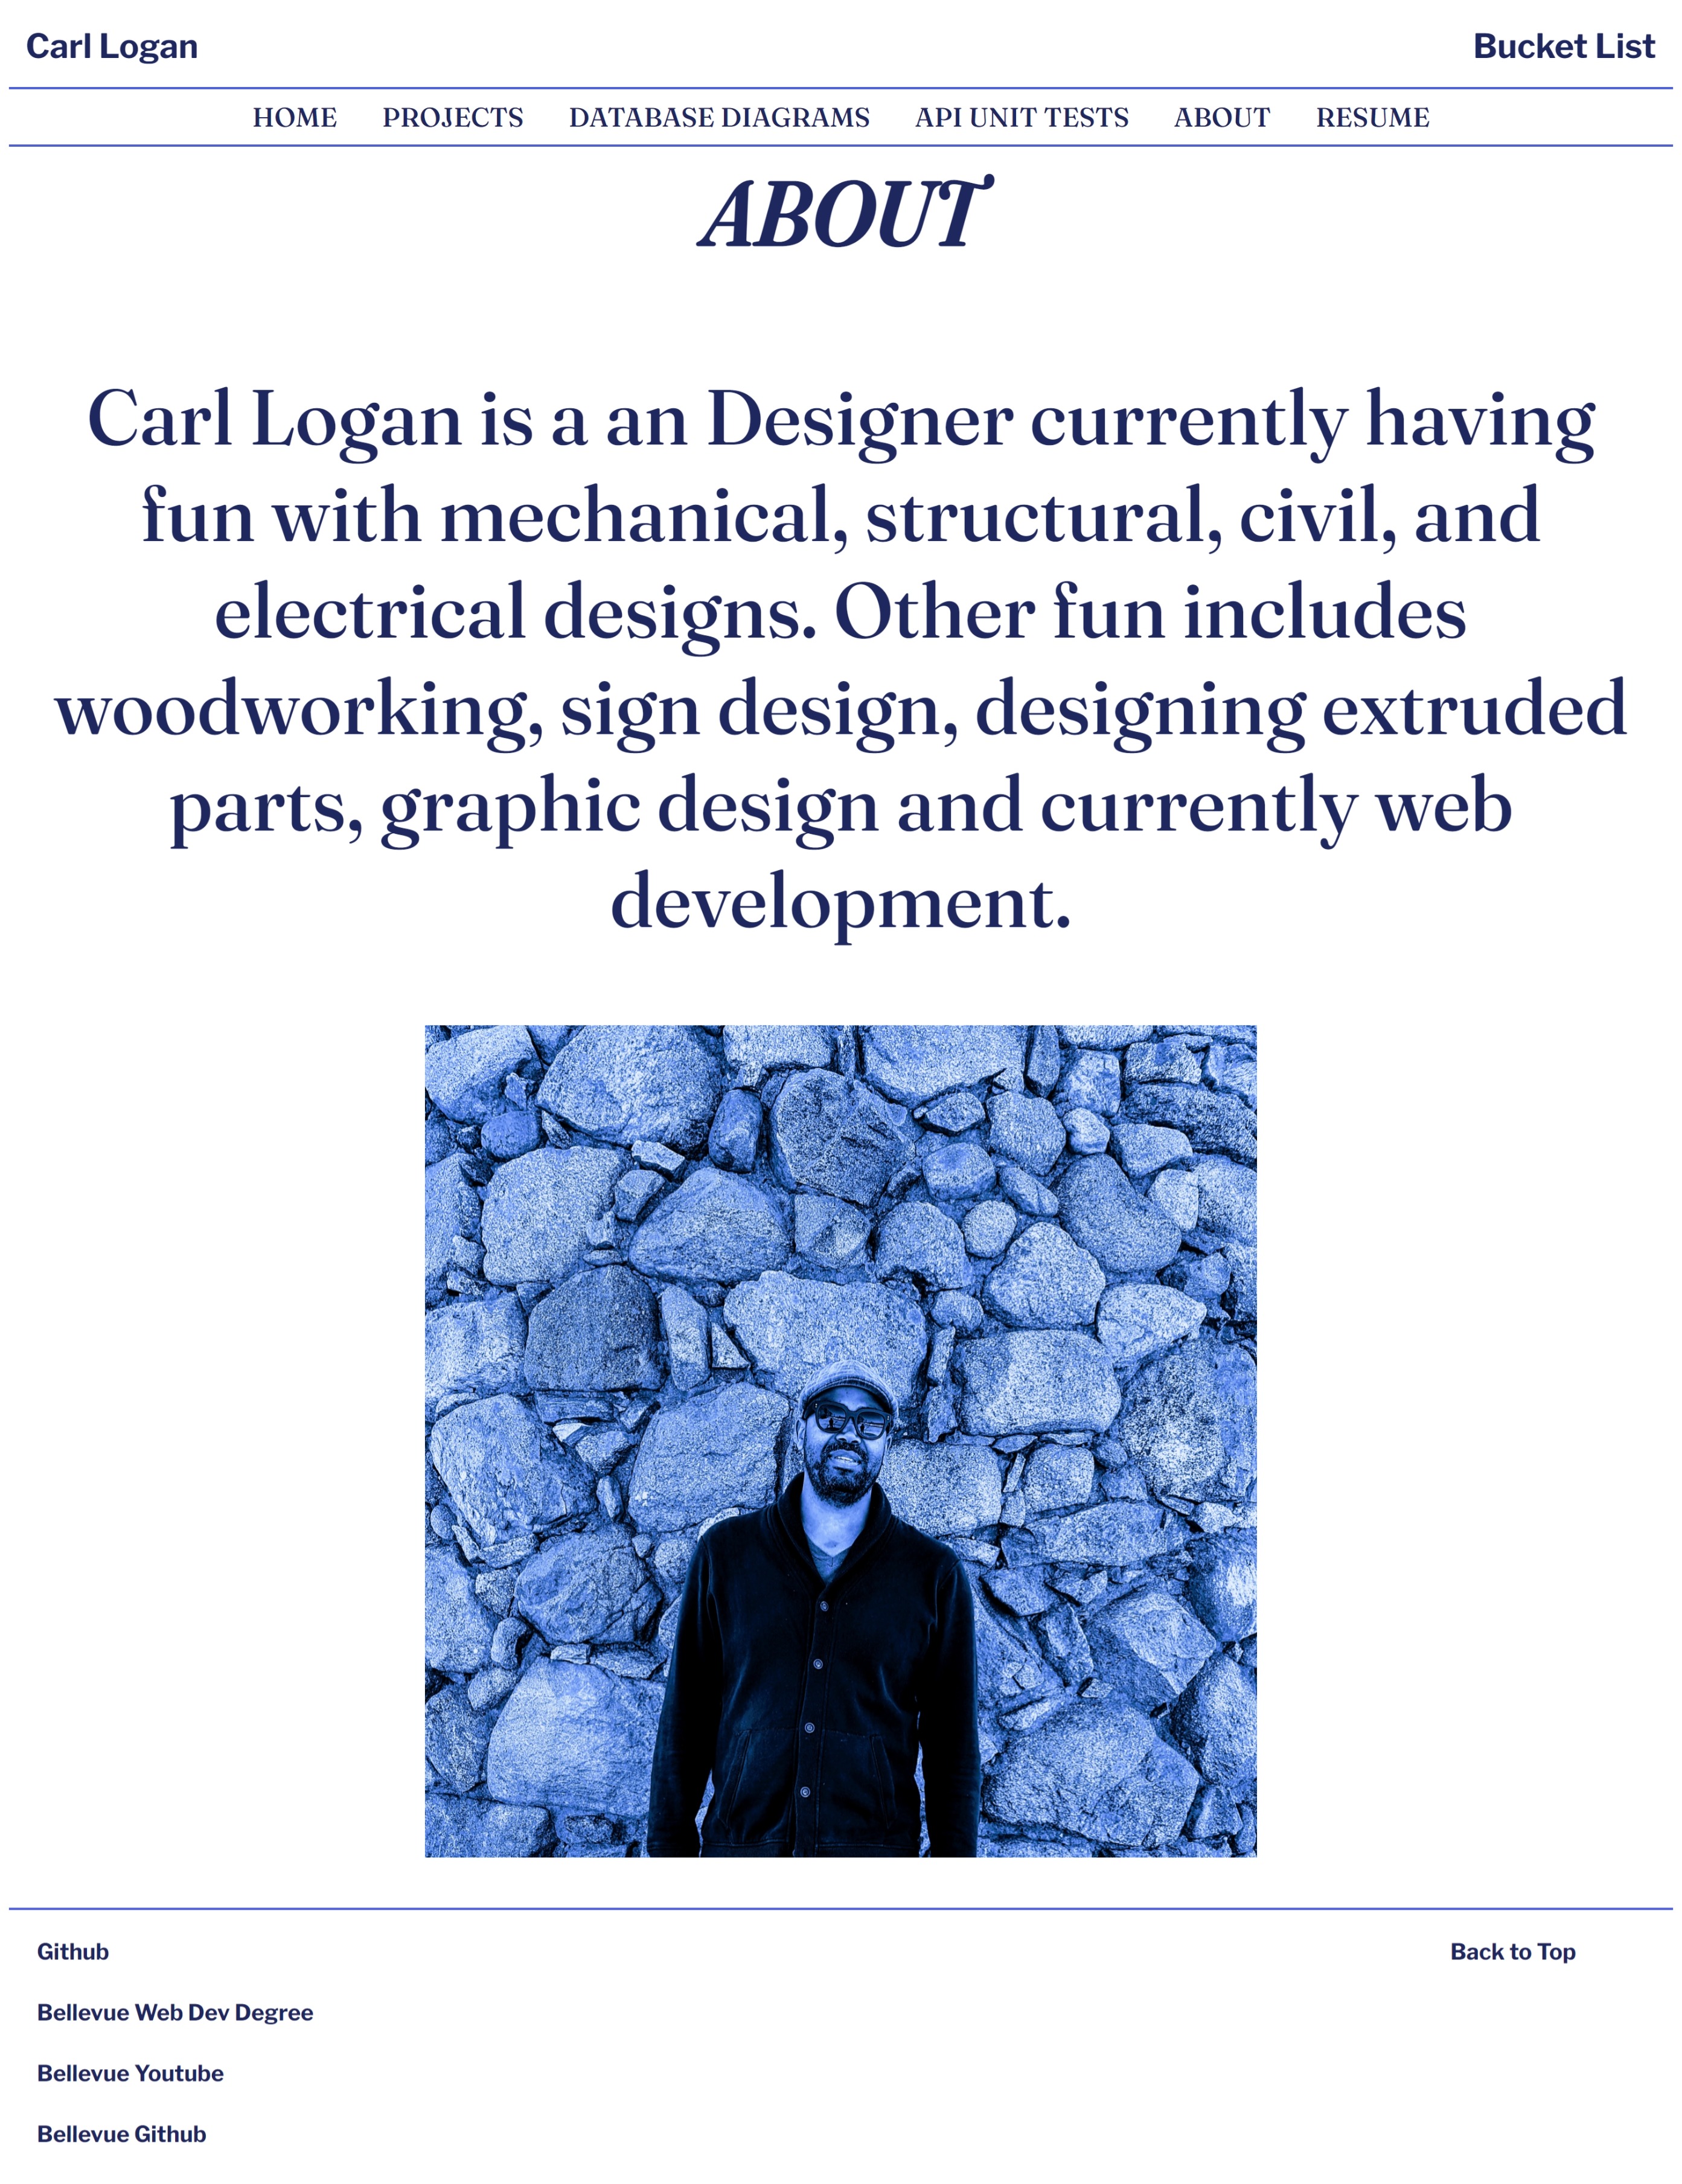 Carl Logan
Bucket List
HOME PROJECTS DATABASE DIAGRAMS API UNIT TESTS ABOUT RESUME
ABOUT
Carl Logan is a an Designer currently having
fun with mechanical, structural, civil, and
electrical designs. Other fun includes
woodworking, sign design, designing extruded
parts, graphic design and currently web
development.
Github
Back to Top
Bellevue Web Dev Degree
Bellevue Youtube
Bellevue Github